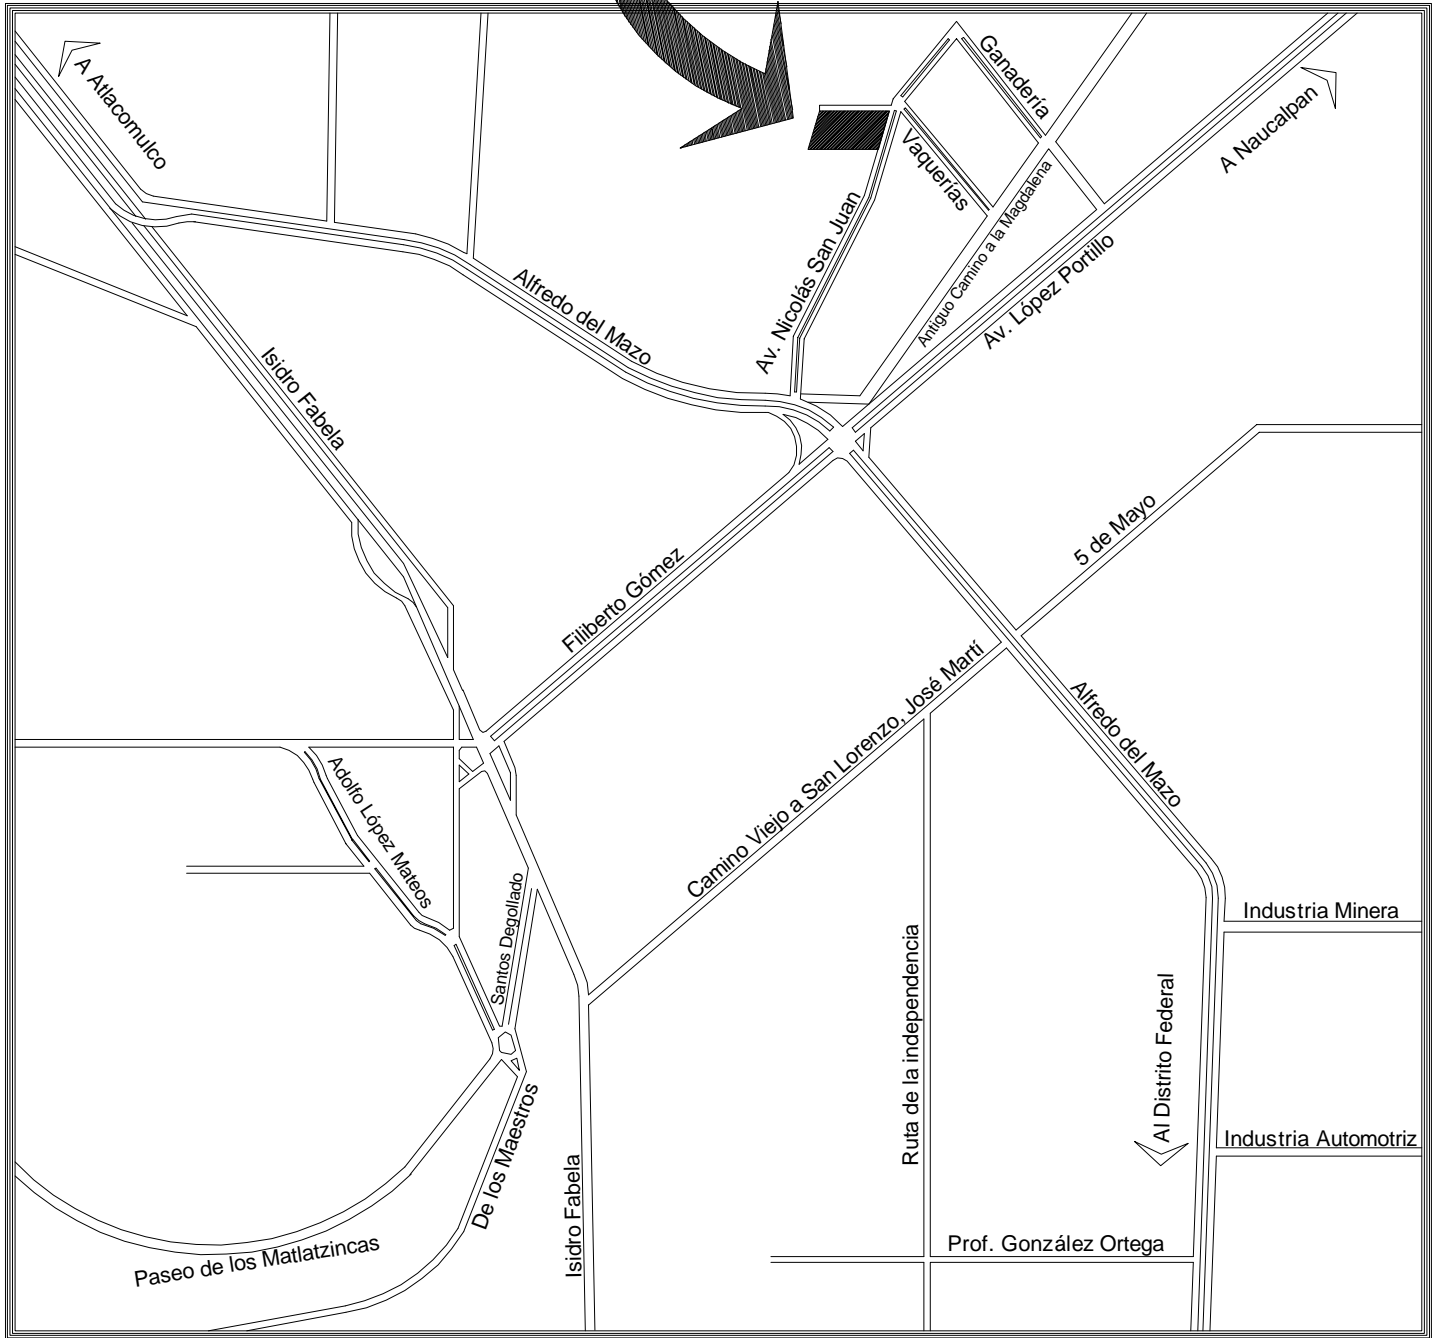 A Atlacomulco
Ganadería
A Naucalpan
Vaquerías
Antiguo Camino a la Magdalena
Av. Nicolás San Juan
Av. López Portillo
Alfredo del Mazo
Isidro Fabela
5 de Mayo
Filiberto Gómez
Camino Viejo a San Lorenzo, José Martí
Alfredo del Mazo
Adolfo López Mateos
Santos Degollado
Industria Minera
Ruta de la independencia
Al Distrito Federal
De los Maestros
Industria Automotriz
Isidro Fabela
Paseo de los Matlatzincas
Prof. González Ortega